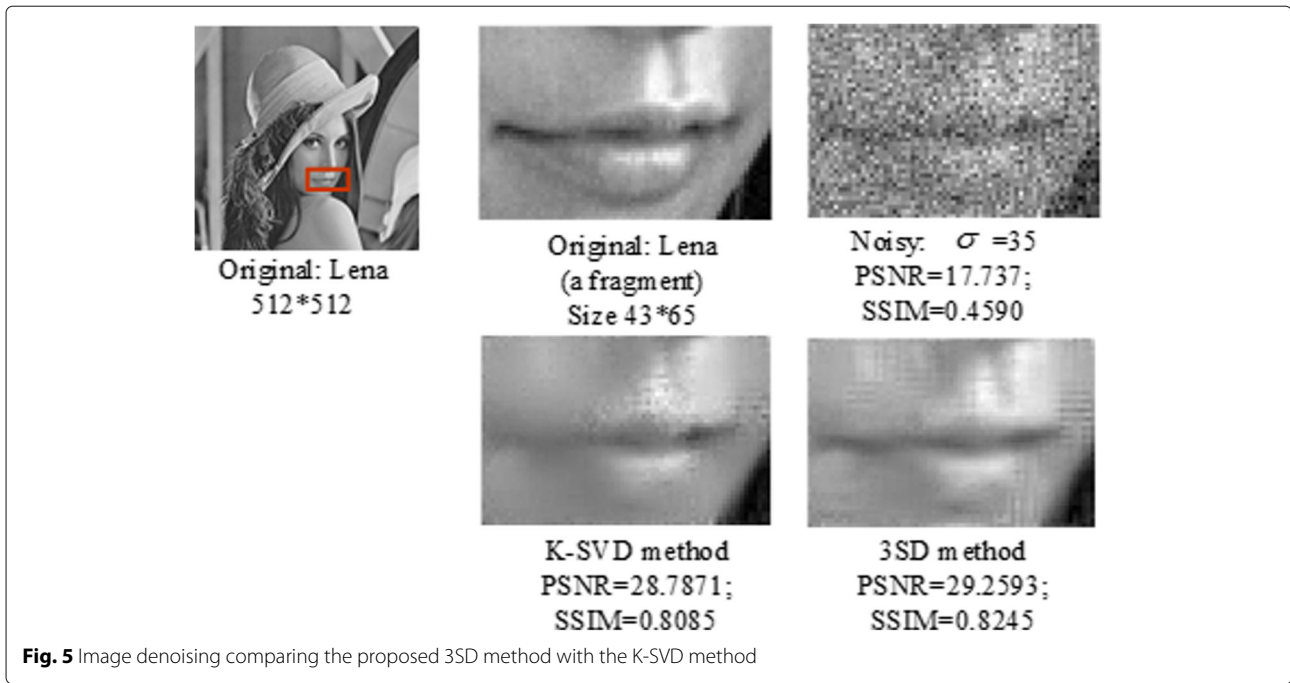 Original: Lena
512*512
Original: Lena
(a fragment)
Size 43*65
Noisy: σ =35
PSNR=17.737;
SSIM=0.4590
K-SVD method
PSNR=28.7871;
SSIM=0.8085
3SD method
PSNR=29.2593;
SSIM=0.8245
Fig. 5 Image denoising comparing the proposed 3SD method with the K-SVD method